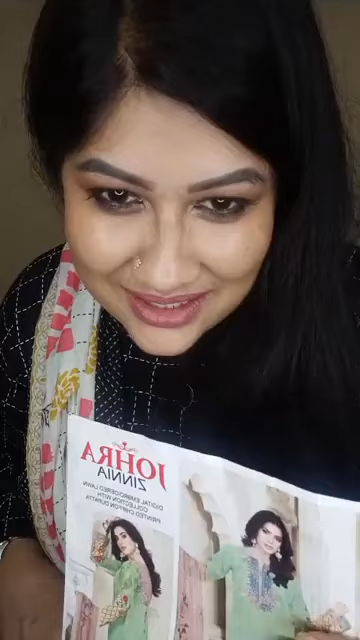 JOHRA
ZINNIA
DIGITAL EMBROIDERED LAWN
COLLECTION WITH
PRINTED CHIFFON DUPATTA